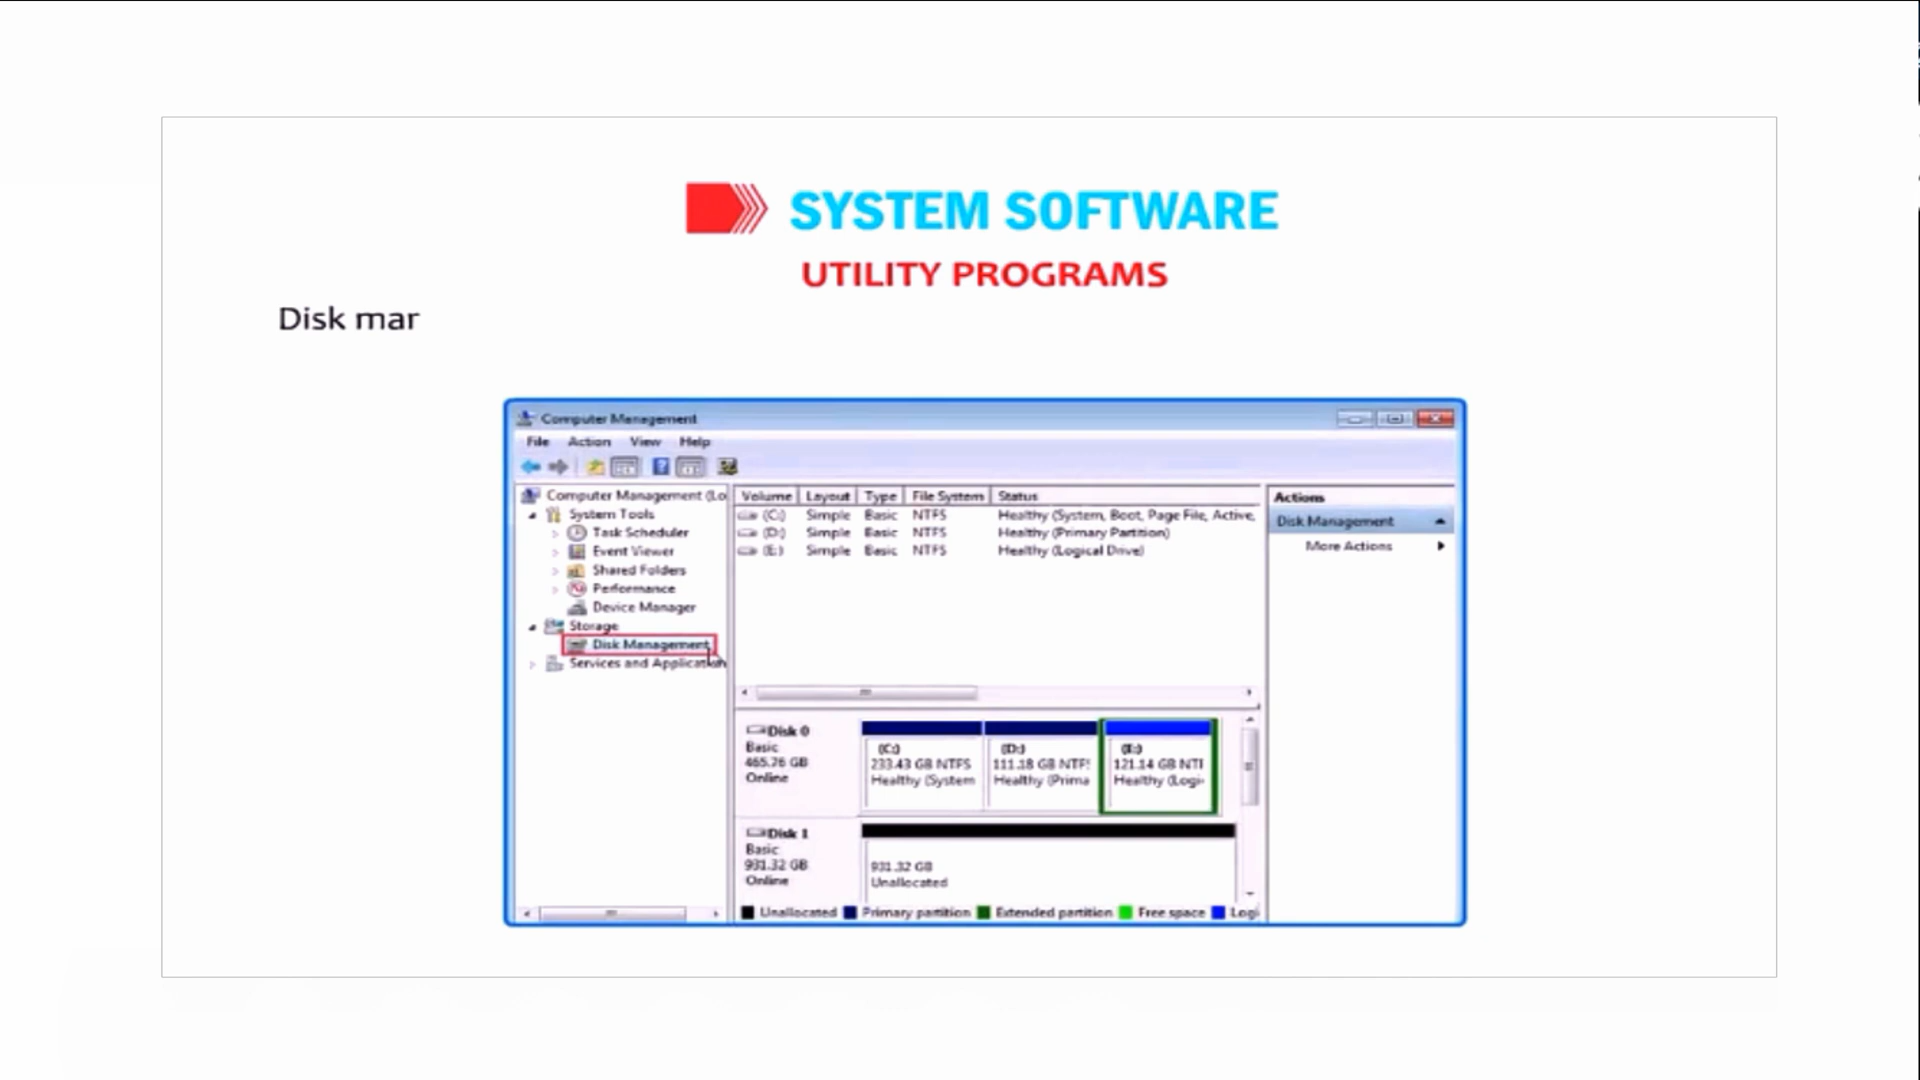 SYSTEM SOFTWARE
UTILITY PROGRAMS
Disk mar
Computer Management
File Action View Help
Computer Management (Lo
System Tools
Task Scheduler
Event Viewer
Shared Folders
Performance
Device Manager
Storage
Disk Management
Services and Application
Volume Layout Type File System Status
(C:) Simple Basic NTFS Healthy (System, Boot, Page File, Active,
(D:) Simple Basic NTFS Healthy (Primary Partition)
(E:) Simple Basic NTFS Healthy (Logical Drive)
Actions
Disk Management
More Actions
Disk 0
Basic
465.76 GB
Online
(C:)
233.43 GB NTFS
Healthy (System
(D:)
111.18 GB NTF
Healthy (Prima
(E:)
121.14 GB NTI
Healthy (Logi
Disk 1
Basic
931.32 GB
Online
931.32 GB
Unallocated
Unallocated Primary partition Extended partition Free space Logi